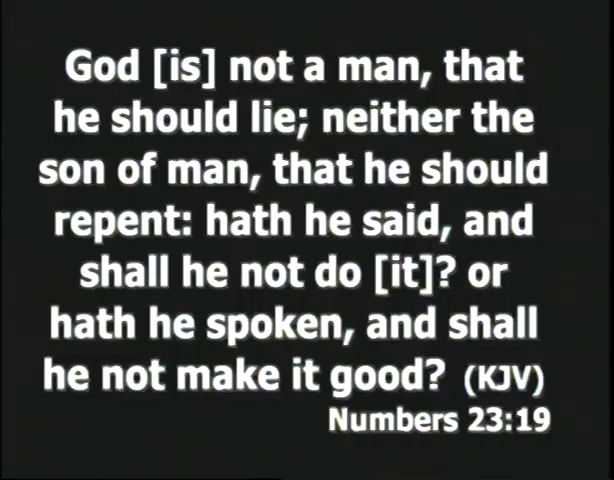 God [is] not a man, that
he should lie; neither the
son of man, that he should
repent: hath he said, and
shall he not do [it]? or
hath he spoken, and shall
he not make it good? (KJV)
Numbers 23:19